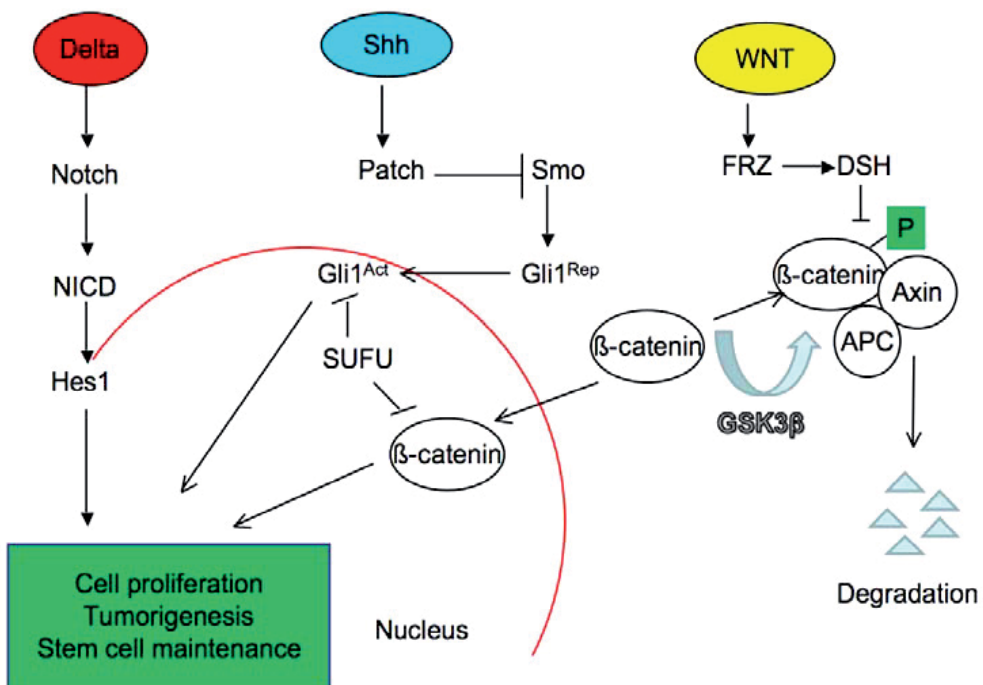 Delta
Shh
WNT
Notch
Patch
Smo
FRZ
DSH
P
NICD
Gli1Act
Gli1Rep
ß-catenin
Axin
Hes1
SUFU
ß-catenin
APC
GSK3β
ß-catenin
Cell proliferation
Tumorigenesis
Stem cell maintenance
Nucleus
Degradation